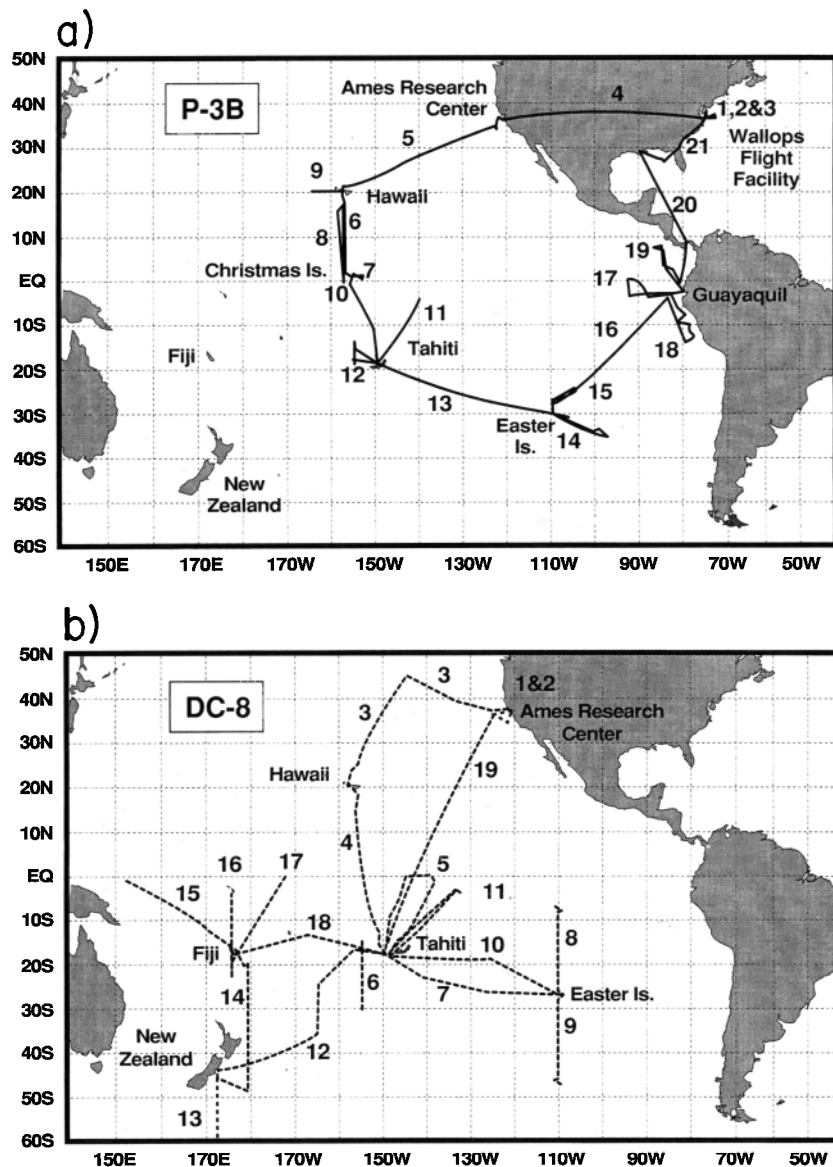 a)
50N
40N
30N
20N
10N
EQ
10S
20S
30S
40S
50S
60S
P-3B
Ames Research
Center
4
1,2&3
Wallops
Flight
Facility
21
5
9
Hawaii
20
6
8
19
7
Christmas Is.
10
17
Guayaquil
11
16
Fiji
Tahiti
18
12
13
15
Easter
Is.
14
New
Zealand
150E 170E 170W 150W 130W 110W 90W 70W 50W
b)
50N
40N
30N
20N
10N
EQ
10S
20S
30S
40S
50S
60S
DC-8
3
1&2
3
Ames Research
Center
Hawaii
19
4
16
17
5
15
11
18
Fiji
Tahiti
10
8
6
7
14
Easter Is.
9
New
Zealand
12
13
150E 170E 170W 150W 130W 110W 90W 70W 50W